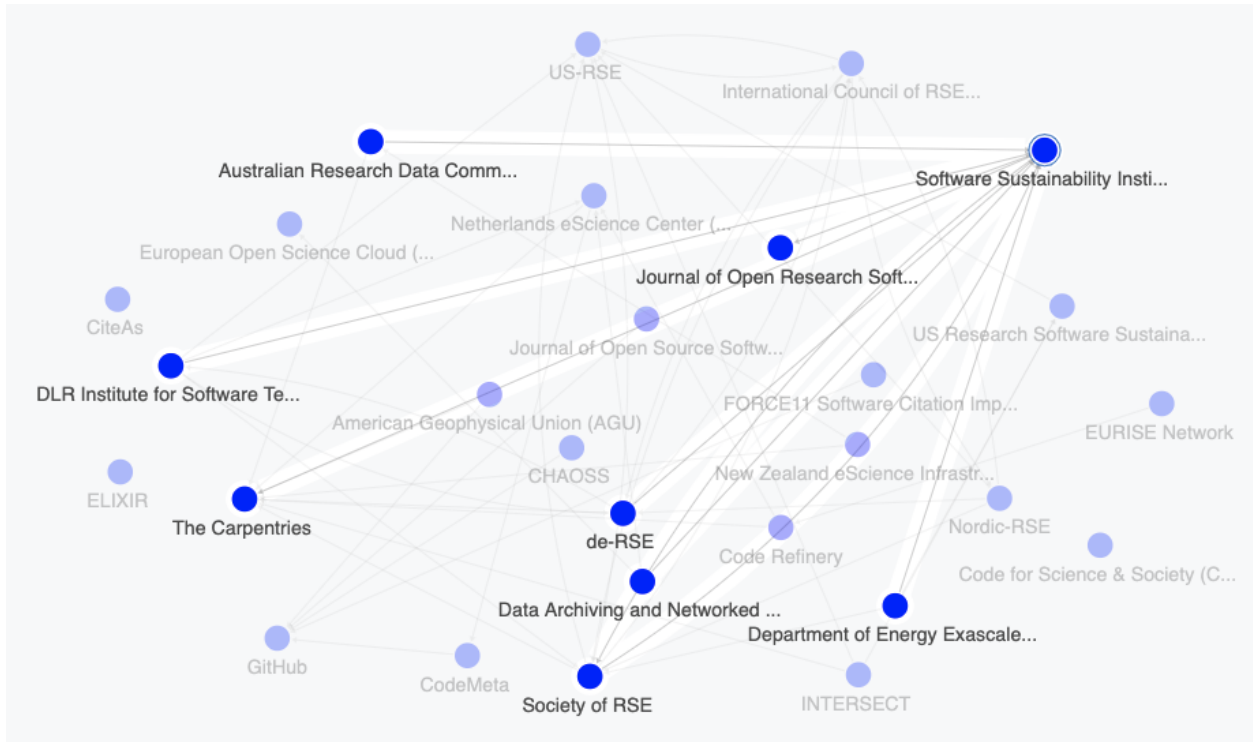 US-RSE
International Council of RSE...
Australian Research Data Comm...
Software Sustainability Insti...
Netherlands eScience Center (...
European Open Science Cloud (...
Journal of Open Research Soft...
CiteAs
US Research Software Sustaina...
Journal of Open Source Softw...
DLR Institute for Software Te...
FORCE11 Software Citation Imp...
American Geophysical Union (AGU)
EURISE Network
CHAOSS
New Zealand eScience Infrastr...
ELIXIR
The Carpentries
Nordic-RSE
de-RSE
Code Refinery
Code for Science & Society (C...
Data Archiving and Networked ...
Department of Energy Exascale...
GitHub
CodeMeta
Society of RSE
INTERSECT